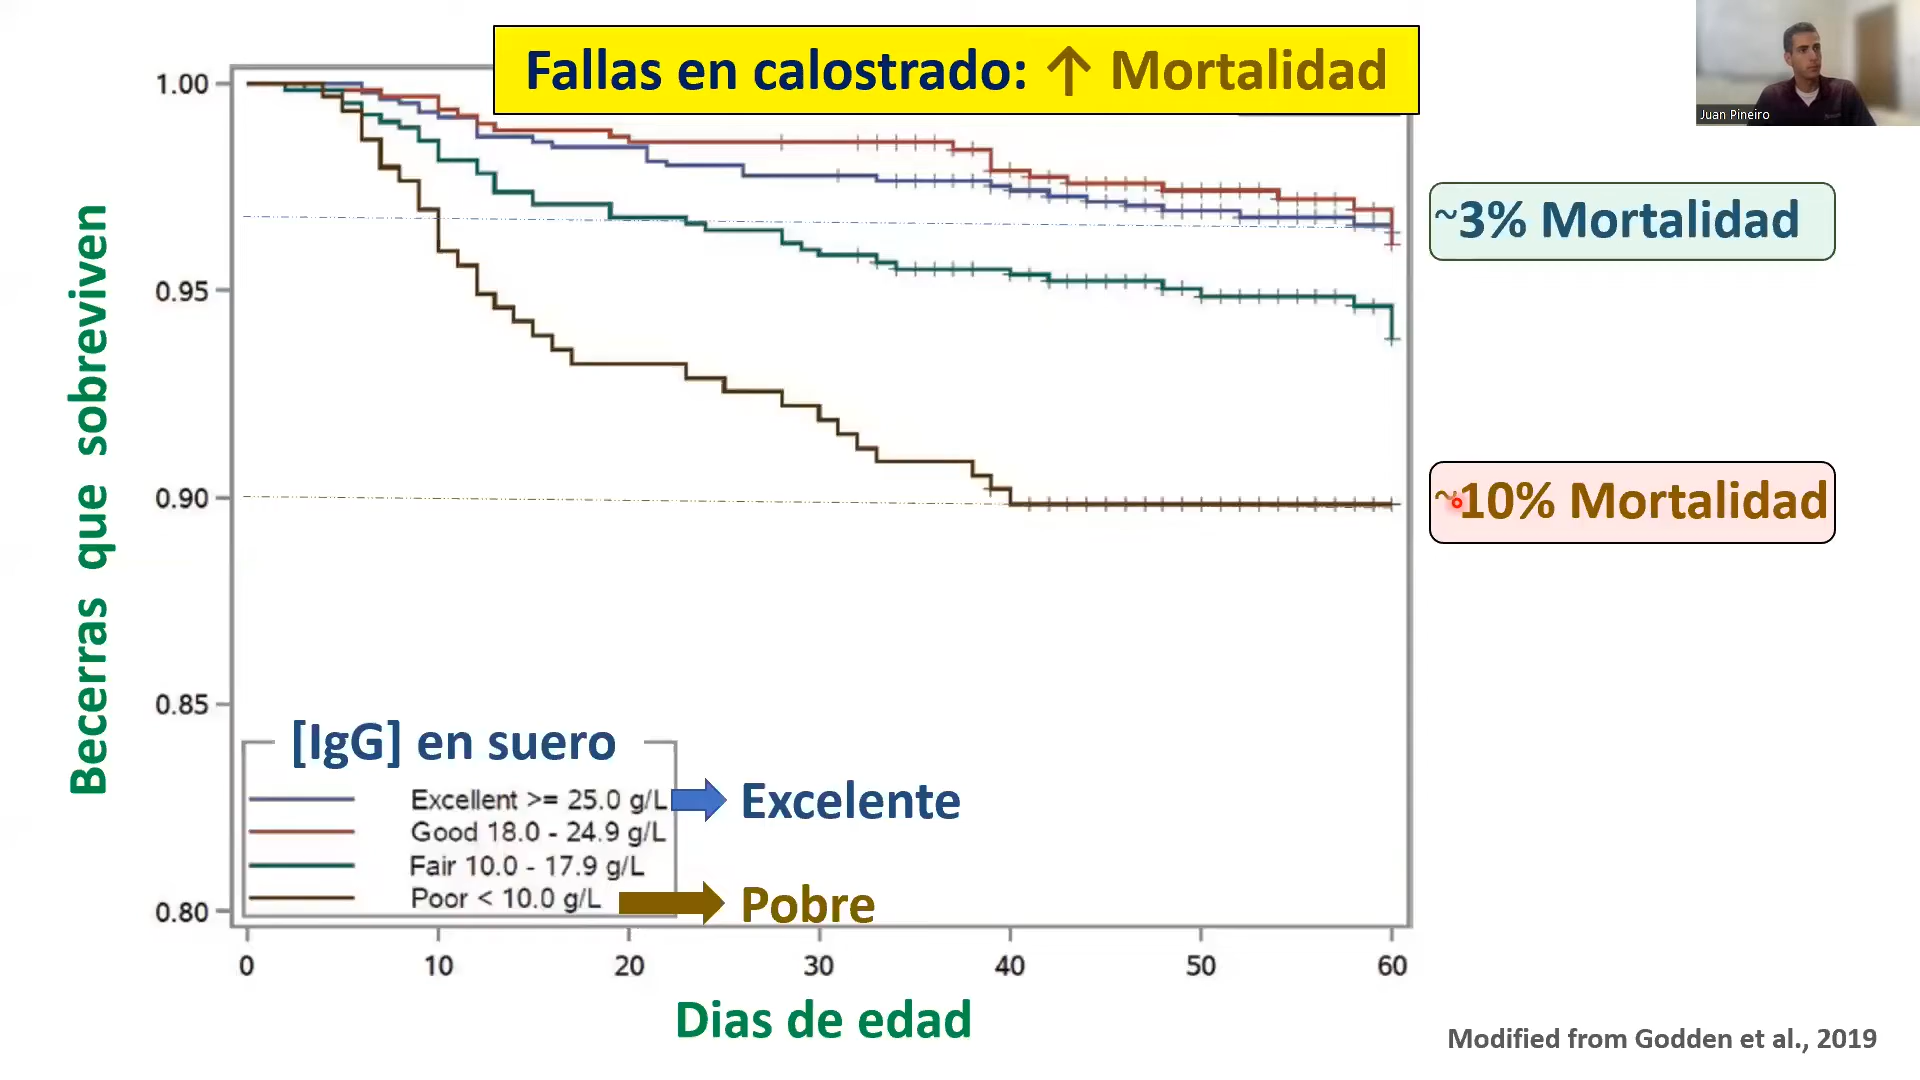 Fallas en calostrado: ↑ Mortalidad
Juan Pineiro
~3% Mortalidad
~10% Mortalidad
Becerras que sobreviven
1.00
0.95
0.90
0.85
0.80
[IgG] en suero
Excellent >= 25.0 g/L
Good 18.0 - 24.9 g/L
Fair 10.0 - 17.9 g/L
Poor < 10.0 g/L
Excelente
Pobre
0 10 20 30 40 50 60
Dias de edad
Modified from Godden et al., 2019